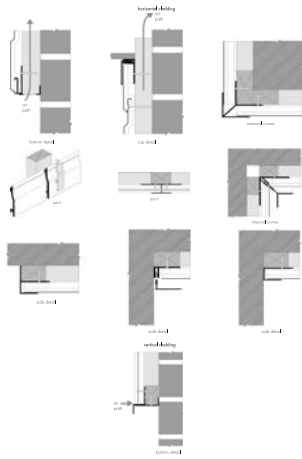 horizontal cladding
air
path
air
path
bottom detail
top detail
external corner
joint
joint
internal corner
side detail
side detail
side detail
vertical cladding
air
path
bottom detail